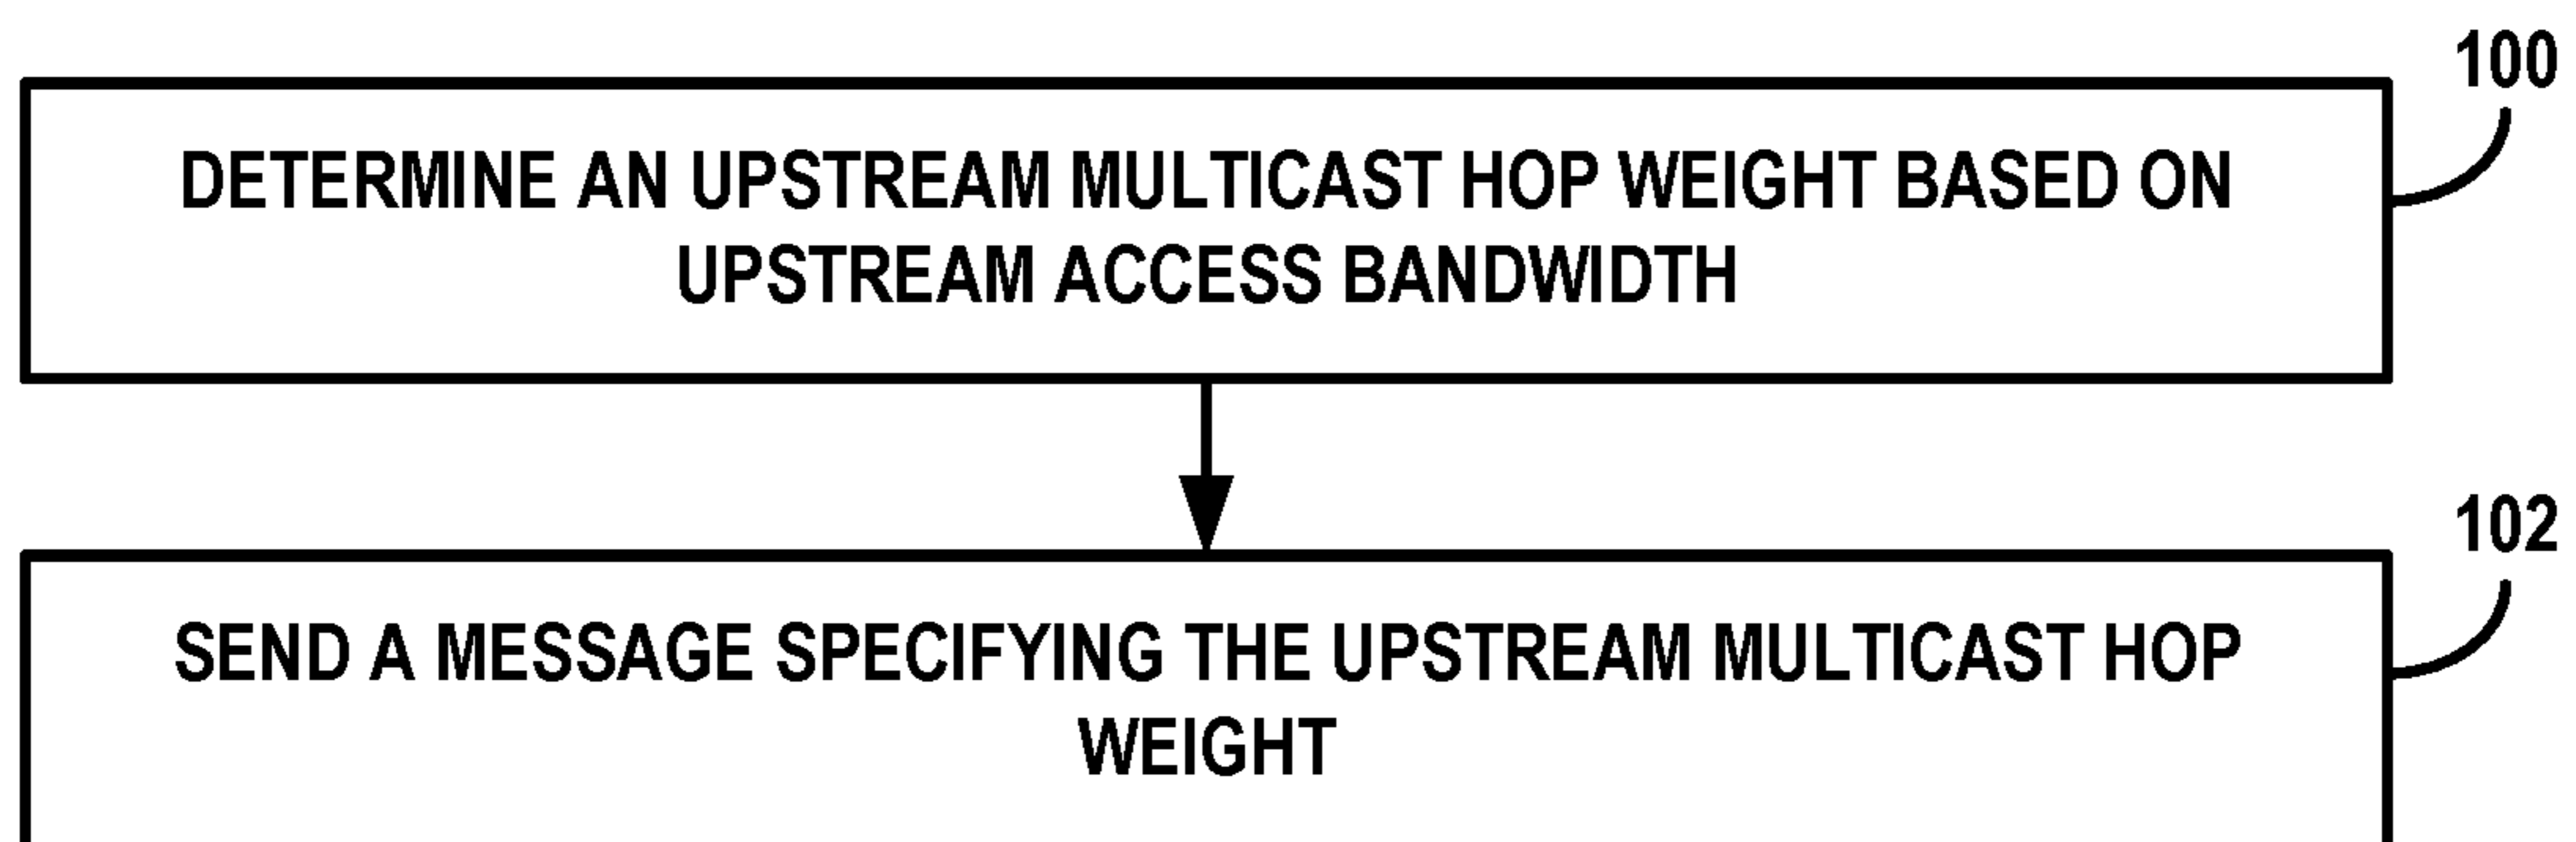 100
DETERMINE AN UPSTREAM MULTICAST HOP WEIGHT BASED ON
UPSTREAM ACCESS BANDWIDTH
102
SEND A MESSAGE SPECIFYING THE UPSTREAM MULTICAST HOP
WEIGHT